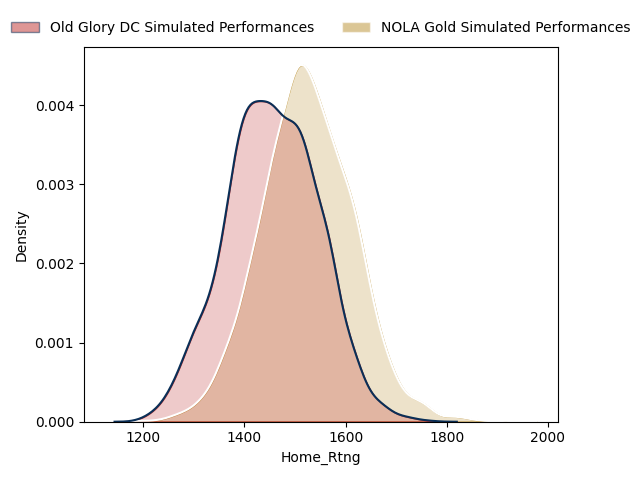 Old Glory DC Simulated Performances NOLA Gold Simulated Performances
0.004
0.003
0.002
0.001
0.000
Density
1200 1400 1600 1800 2000
Home_Rtng